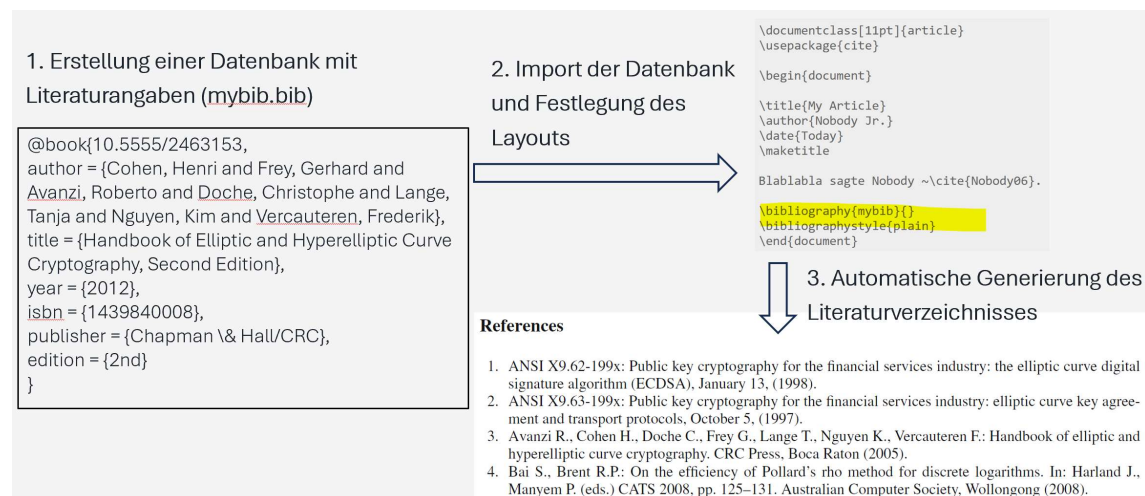 1. Erstellung einer Datenbank mit
Literaturangaben (mybib.bib)
@book{10.5555/2463153,
author = {Cohen, Henri and Frey, Gerhard and
Avanzi, Roberto and Doche, Christophe and Lange,
Tanja and Nguyen, Kim and Vercauteren, Frederik},
title = {Handbook of Elliptic and Hyperelliptic Curve
Cryptography, Second Edition},
year = {2012},
isbn = {1439840008},
publisher = {Chapman \& Hall/CRC},
edition = {2nd}
}
2. Import der Datenbank
und Festlegung des
Layouts
\documentclass[11pt]{article}
\usepackage{cite}
\begin{document}
\title{My Article}
\author{Nobody Jr.}
\date{Today}
\maketitle
Blablabla sagte Nobody ~\cite{Nobody06}.
\bibliography{mybib}{}
\bibliographystyle{plain}
\end{document}
3. Automatische Generierung des
Literaturverzeichnisses
References
1. ANSI X9.62-199x: Public key cryptography for the financial services industry: the elliptic curve digital
signature algorithm (ECDSA), January 13, (1998).
2. ANSI X9.63-199x: Public key cryptography for the financial services industry: elliptic curve key agree-
ment and transport protocols, October 5, (1997).
3. Avanzi R., Cohen H., Doche C., Frey G., Lange T., Nguyen K., Vercauteren F.: Handbook of elliptic and
hyperelliptic curve cryptography. CRC Press, Boca Raton (2005).
4. Bai S., Brent R.P.: On the efficiency of Pollard's rho method for discrete logarithms. In: Harland J.,
Manyem P. (eds.) CATS 2008, pp. 125–131. Australian Computer Society, Wollongong (2008).